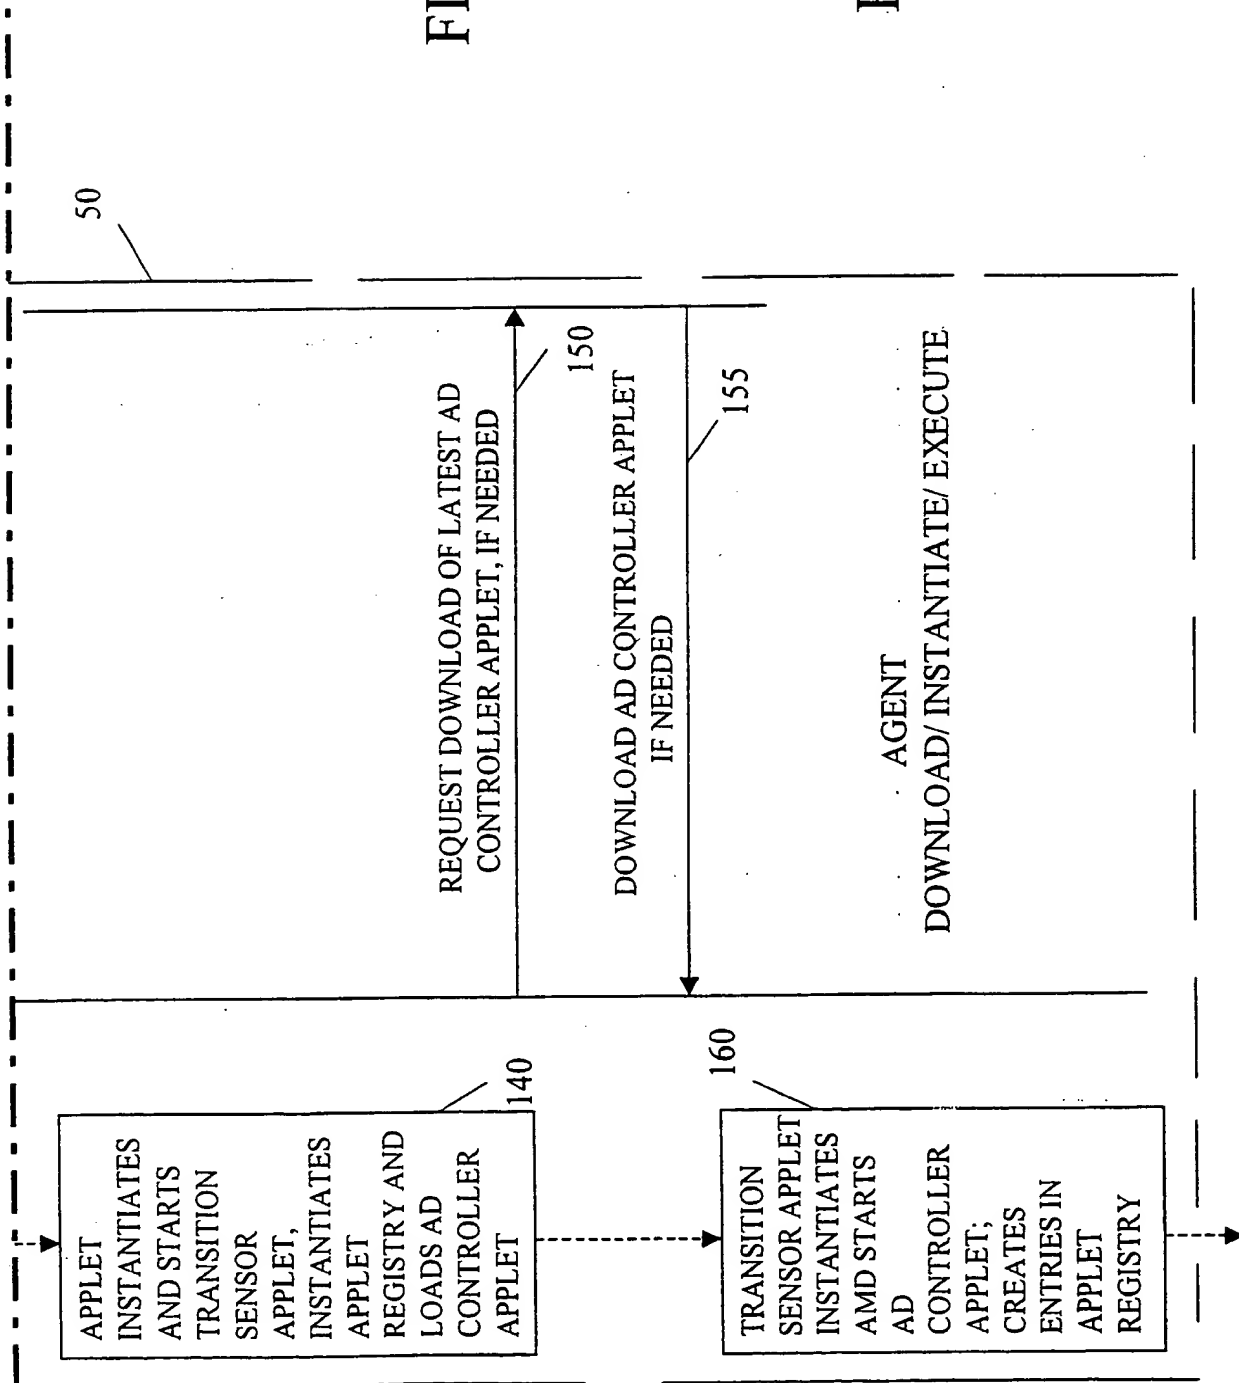 APPLET
INSTANTIATES
AND STARTS
TRANSITION
SENSOR
APPLET,
INSTANTIATES
APPLET
REGISTRY AND
LOADS AD
CONTROLLER
APPLET
140
REQUEST DOWNLOAD OF LATEST AD
CONTROLLER APPLET, IF NEEDED
150
50
DOWNLOAD AD CONTROLLER APPLET
IF NEEDED
155
TRANSITION
SENSOR APPLET
INSTANTIATES
AMD STARTS
AD
CONTROLLER
APPLET;
CREATES
ENTRIES IN
APPLET
REGISTRY
160
AGENT
DOWNLOAD/ INSTANTIATE/ EXECUTE